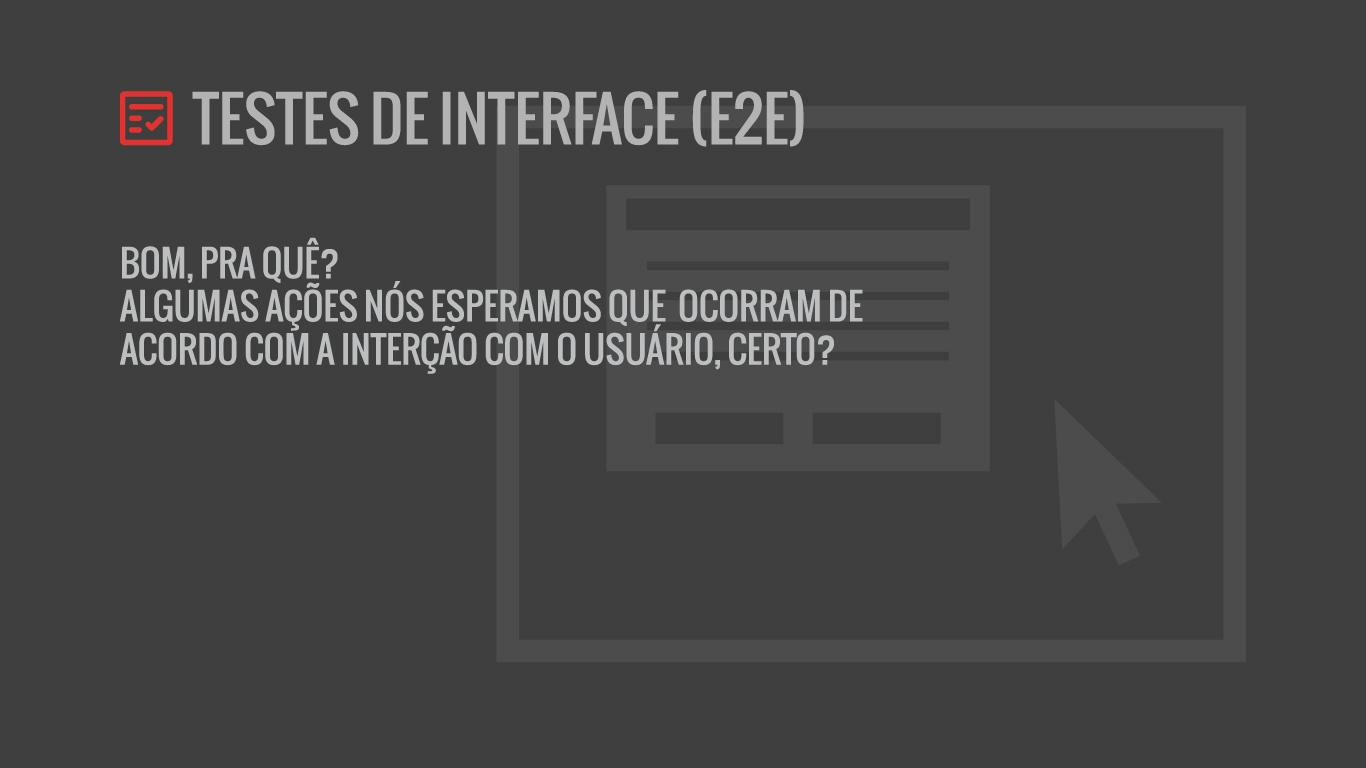 TESTES DE INTERFACE (E2E)
BOM, PRA QUÊ?
ALGUMAS AÇÕES NÓS ESPERAMOS QUE  OCORRAM DE
ACORDO COM A INTERÇÃO COM O USUÁRIO, CERTO?